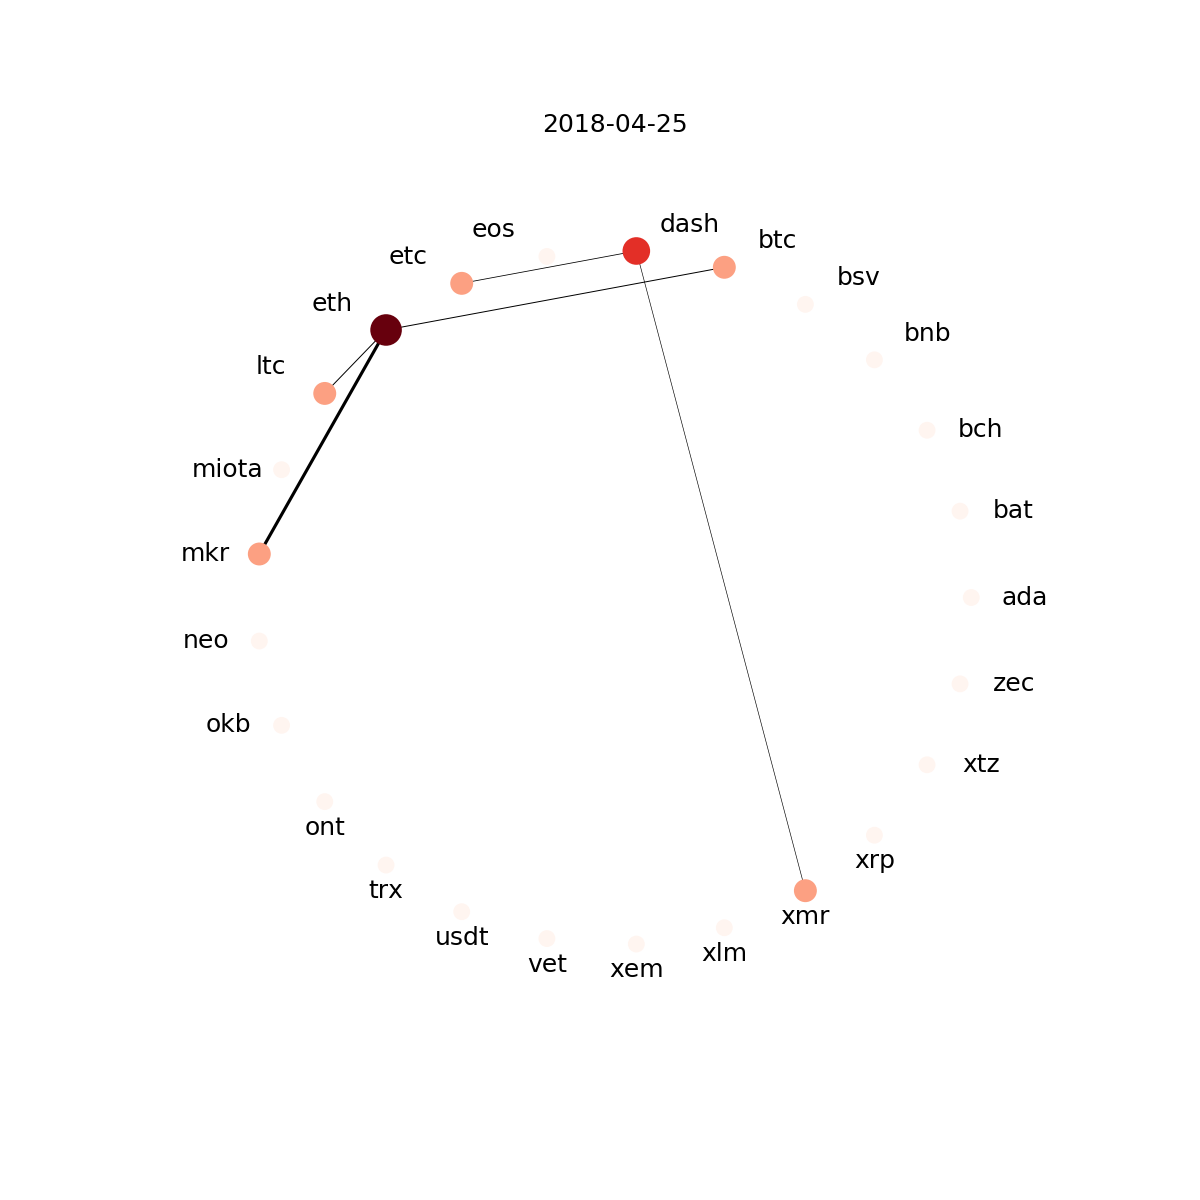 2018-04-25
dash
eos
btc
etc
bsv
eth
bnb
ltc
bch
miota
bat
mkr
ada
neo
zec
okb
xtz
ont
xrp
trx
xmr
usdt
xlm
vet
xem